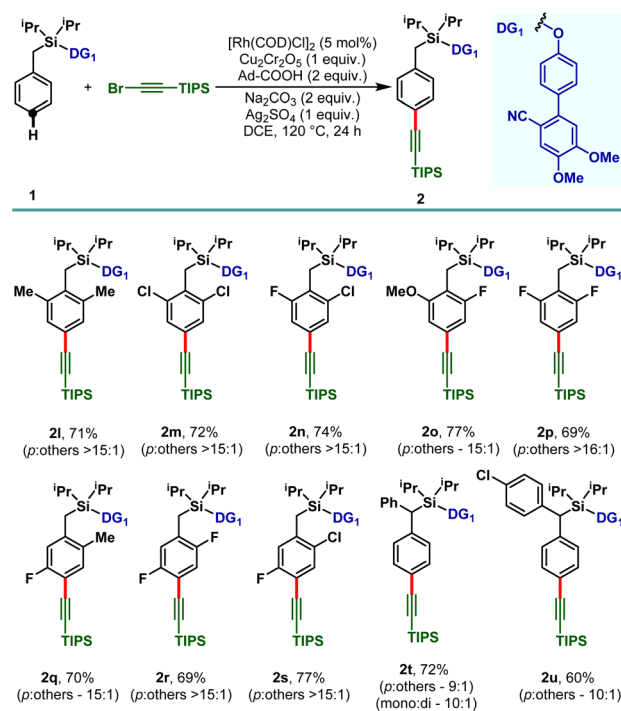 iPr iPr
Si
DG1
H
1
+
Br TIPS
[Rh(COD)Cl]2 (5 mol%)
Cu2Cr2O5 (1 equiv.)
Ad-COOH (2 equiv.)
Na2CO3 (2 equiv.)
Ag2SO4 (1 equiv.)
DCE, 120 °C, 24 h
iPr iPr
Si
DG1
TIPS
2
DG1
O
NC
OMe
OMe
iPr iPr
Si
DG1
Me Me
TIPS
2l, 71%
(p:others >15:1)
iPr iPr
Si
DG1
Cl Cl
TIPS
2m, 72%
(p:others >15:1)
iPr iPr
Si
DG1
F Cl
TIPS
2n, 74%
(p:others >15:1)
iPr iPr
Si
DG1
MeO F
TIPS
2o, 77%
(p:others - 15:1)
iPr iPr
Si
DG1
F F
TIPS
2p, 69%
(p:others >16:1)
iPr iPr
Si
DG1
Me
F
TIPS
2q, 70%
(p:others - 15:1)
iPr iPr
Si
DG1
F
F
TIPS
2r, 69%
(p:others >15:1)
iPr iPr
Si
DG1
Cl
F
TIPS
2s, 77%
(p:others >15:1)
iPr
Ph Si iPr
DG1
TIPS
2t, 72%
(p:others - 9:1)
(mono:di - 10:1)
Cl
iPr iPr
Si
DG1
TIPS
2u, 60%
(p:others - 10:1)